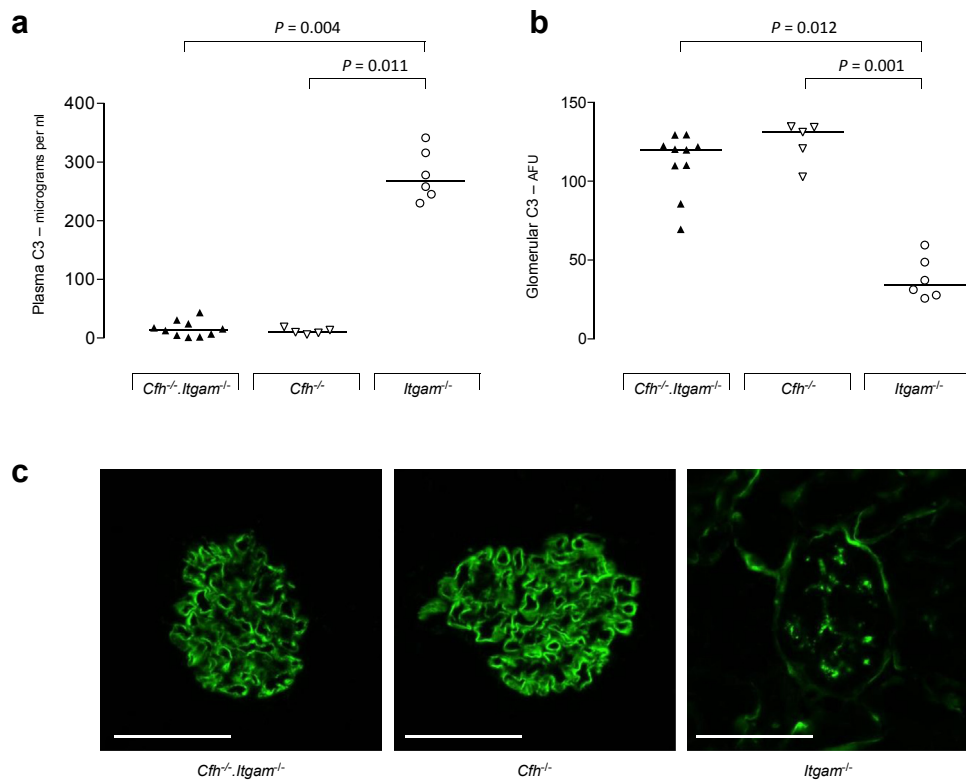 a
P = 0.004
P = 0.011
Plasma C3 – micrograms per ml
400
300
200
100
0
Cfh-/-.Itgam-/-
Cfh-/-
Itgam-/-
b
P = 0.012
P = 0.001
Glomerular C3 – AFU
150
100
50
0
Cfh-/-.Itgam-/-
Cfh-/-
Itgam-/-
c
Cfh-/-.Itgam-/-
Cfh-/-
Itgam-/-